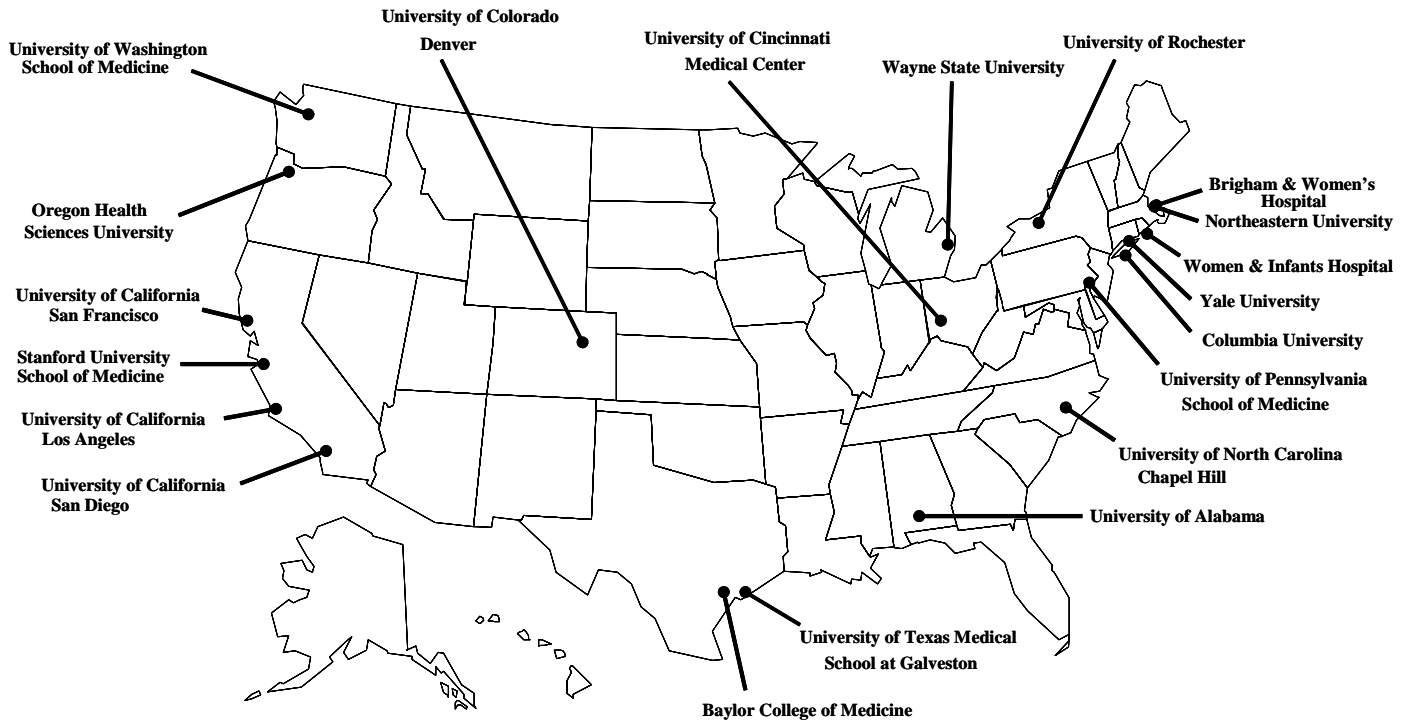 University of Colorado
Denver
University of Washington
School of Medicine
University of Cincinnati
Medical Center
Wayne State University
University of Rochester
Oregon Health
Sciences University
Brigham & Women's
Hospital
Northeastern University
Women & Infants Hospital
Yale University
Columbia University
University of California
San Francisco
Stanford University
School of Medicine
University of California
Los Angeles
University of California
San Diego
University of Pennsylvania
School of Medicine
University of North Carolina
Chapel Hill
University of Alabama
University of Texas Medical
School at Galveston
Baylor College of Medicine